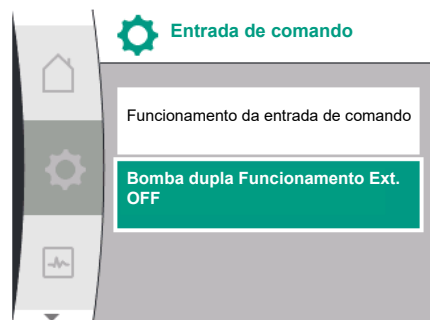 Entrada de comando
Funcionamento da entrada de comando
Bomba dupla Funcionamento Ext.
OFF